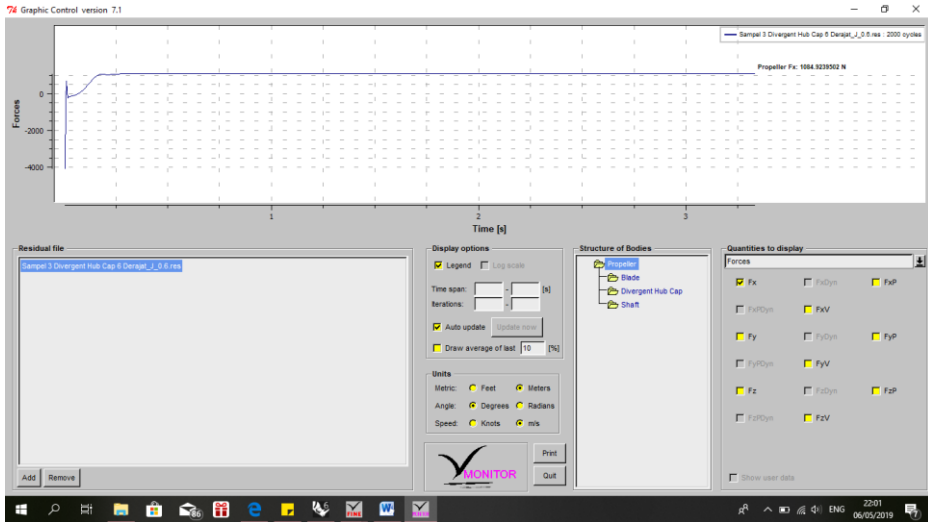 Graphic Control version 7.1
Sampel 3 Divergent Hub Cap 6 Derajat_J_0.6.res : 2000 cycles
Propeller Fx: 1084.9239502 N
Forces
0
-2000
-4000
1
2
3
Time [s]
Residual file
Sampel 3 Divergent Hub Cap 6 Derajat_J_0.6.res
Add
Remove
Display options
Legend
Log scale
Time span:
-
[s]
Iterations:
-
Auto update
Update now
Draw average of last
10
[%]
Units
Metric:
Feet
Meters
Angle:
Degrees
Radians
Speed:
Knots
m/s
MONITOR
Print
Quit
Structure of Bodies
Propeller
Blade
Divergent Hub Cap
Shaft
Quantities to display
Forces
Fx
FxDyn
FxP
FxPDyn
FxV
Fy
FyDyn
FyP
FyPDyn
FyV
Fz
FzDyn
FzP
FzPDyn
FzV
Show user data
86
FINE
W
ENG
22:01
06/05/2019